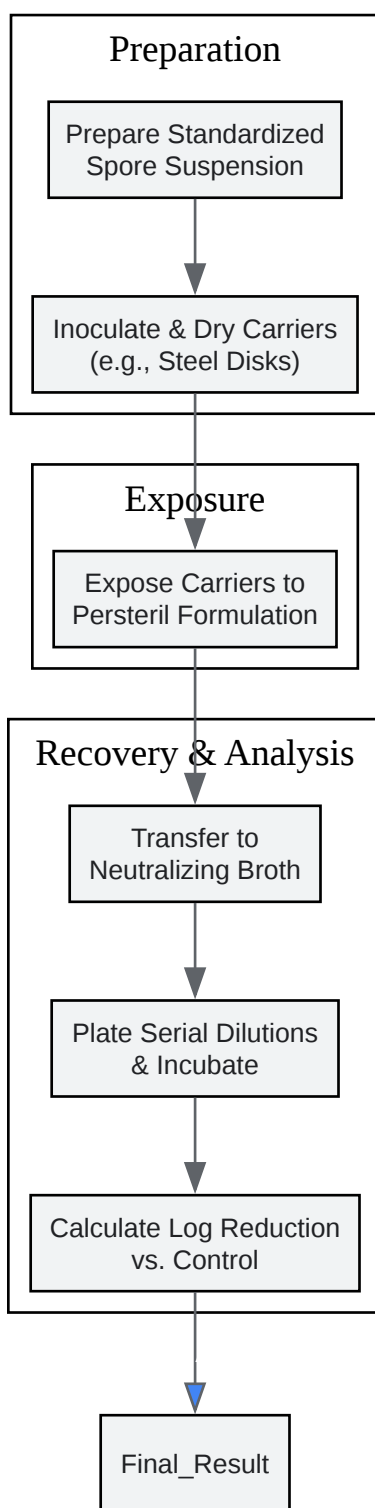 Preparation
Prepare Standardized
Spore Suspension
Inoculate & Dry Carriers
(e.g., Steel Disks)
Exposure
Expose Carriers to
Persteril Formulation
Recovery & Analysis
Transfer to
Neutralizing Broth
Plate Serial Dilutions
& Incubate
Calculate Log Reduction
vs. Control
Final_Result